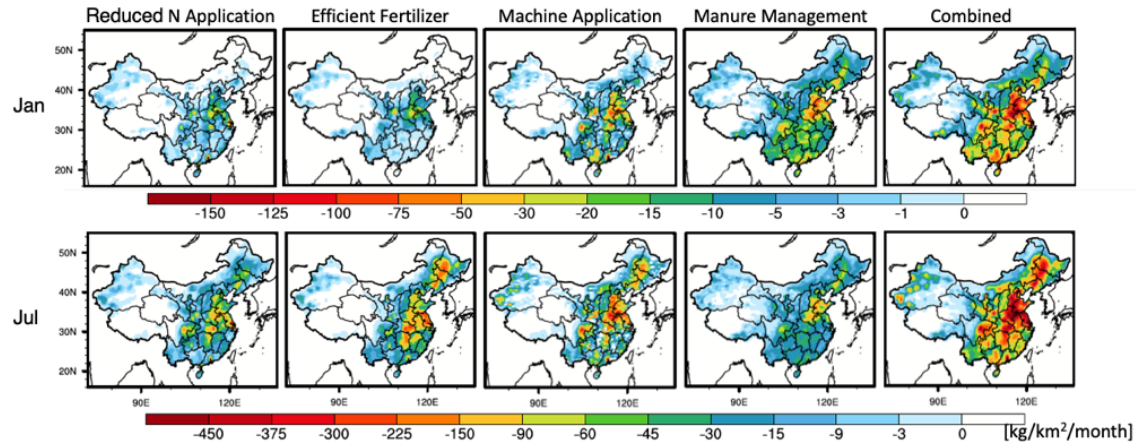 Reduced N Application Efficient Fertilizer Machine Application Manure Management Combined
50N
Jan
40N
30N
20N
-150 -125 -100 -75 -50 -30 -20 -15 -10 -5 -3 -1 0
50N
40N
Jul
30N
20N
90E 120E 90E 120E 90E 120E 90E 120E 90E 120E
-450 -375 -300 -225 -150 -90 -60 -45 -30 -15 -9 -3 0 [kg/km²/month]